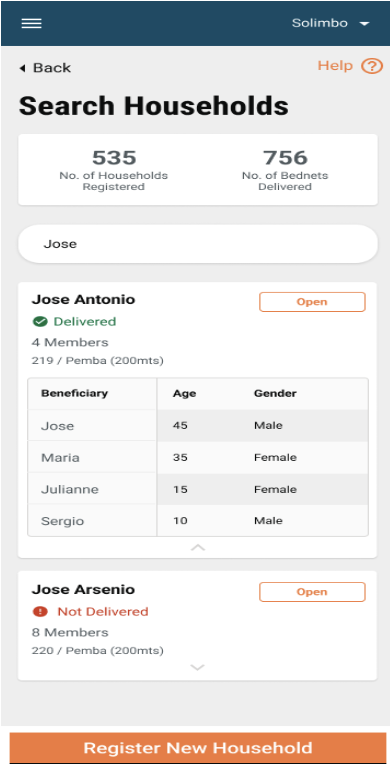 Solimbo
Back
Help ?
Search Households
535
No. of Households
Registered
756
No. of Bednets
Delivered
Jose
Jose Antonio
Open
Delivered
4 Members
219 / Pemba (200mts)
Beneficiary Age Gender
Jose 45 Male
Maria 35 Female
Julianne 15 Female
Sergio 10 Male
Jose Arsenio
Open
! Not Delivered
8 Members
220 / Pemba (200mts)
Register New Household